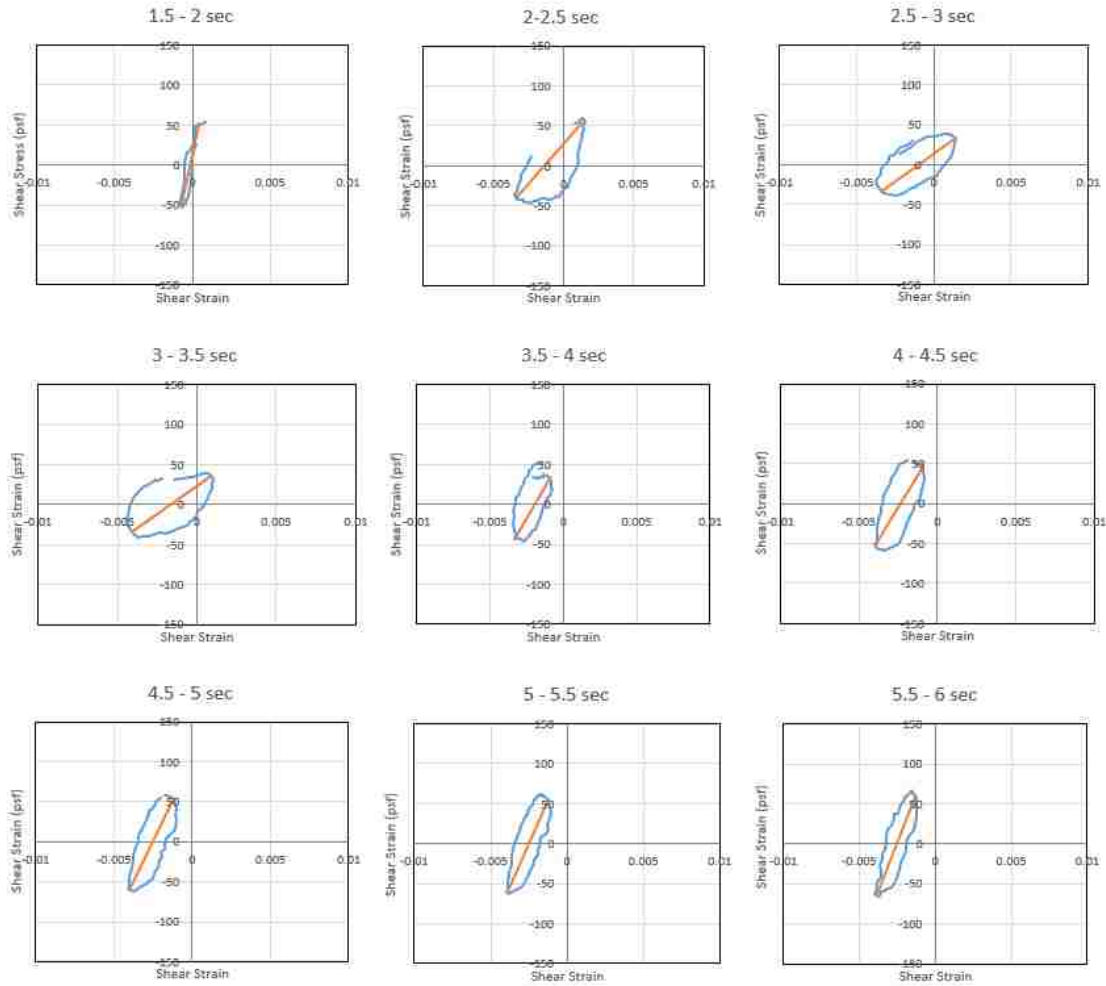 1.5 - 2 sec
2-2.5 sec
2.5 - 3 sec
150 150 150
100 100 100
50 50 50
Shear Stress (psf)
Shear Strain (psf)
Shear Strain (psf)
0 0 0
-0.01 -0.005 0 0.005 0.01
-0.01 -0.005 0 0.005 0.01
-0.01 -0.005 0 0.005 0.01
-50 -50 -50
-100 -100 -100
-150 -150 -150
Shear Strain
Shear Strain
Shear Strain
3 - 3.5 sec
3.5 - 4 sec
4 - 4.5 sec
150 150 150
100 100 100
50 50 50
Shear Strain (psf)
Shear Strain (psf)
Shear Strain (psf)
0 0 0
-0.01 -0.005 0 0.005 0.01
-0.01 -0.005 0 0.005 0.01
-0.01 -0.005 0 0.005 0.01
-50 -50 -50
-100 -100 -100
-150 -150 -150
Shear Strain
Shear Strain
Shear Strain
4.5 - 5 sec
5 - 5.5 sec
5.5 - 6 sec
150 150 150
100 100 100
50 50 50
Shear Strain (psf)
Shear Strain (psf)
Shear Strain (psf)
0 0 0
-0.01 -0.005 0 0.005 0.01
-0.01 -0.005 0 0.005 0.01
-0.01 -0.005 0 0.005 0.01
-50 -50 -50
-100 -100 -100
-150 -150 -150
Shear Strain
Shear Strain
Shear Strain